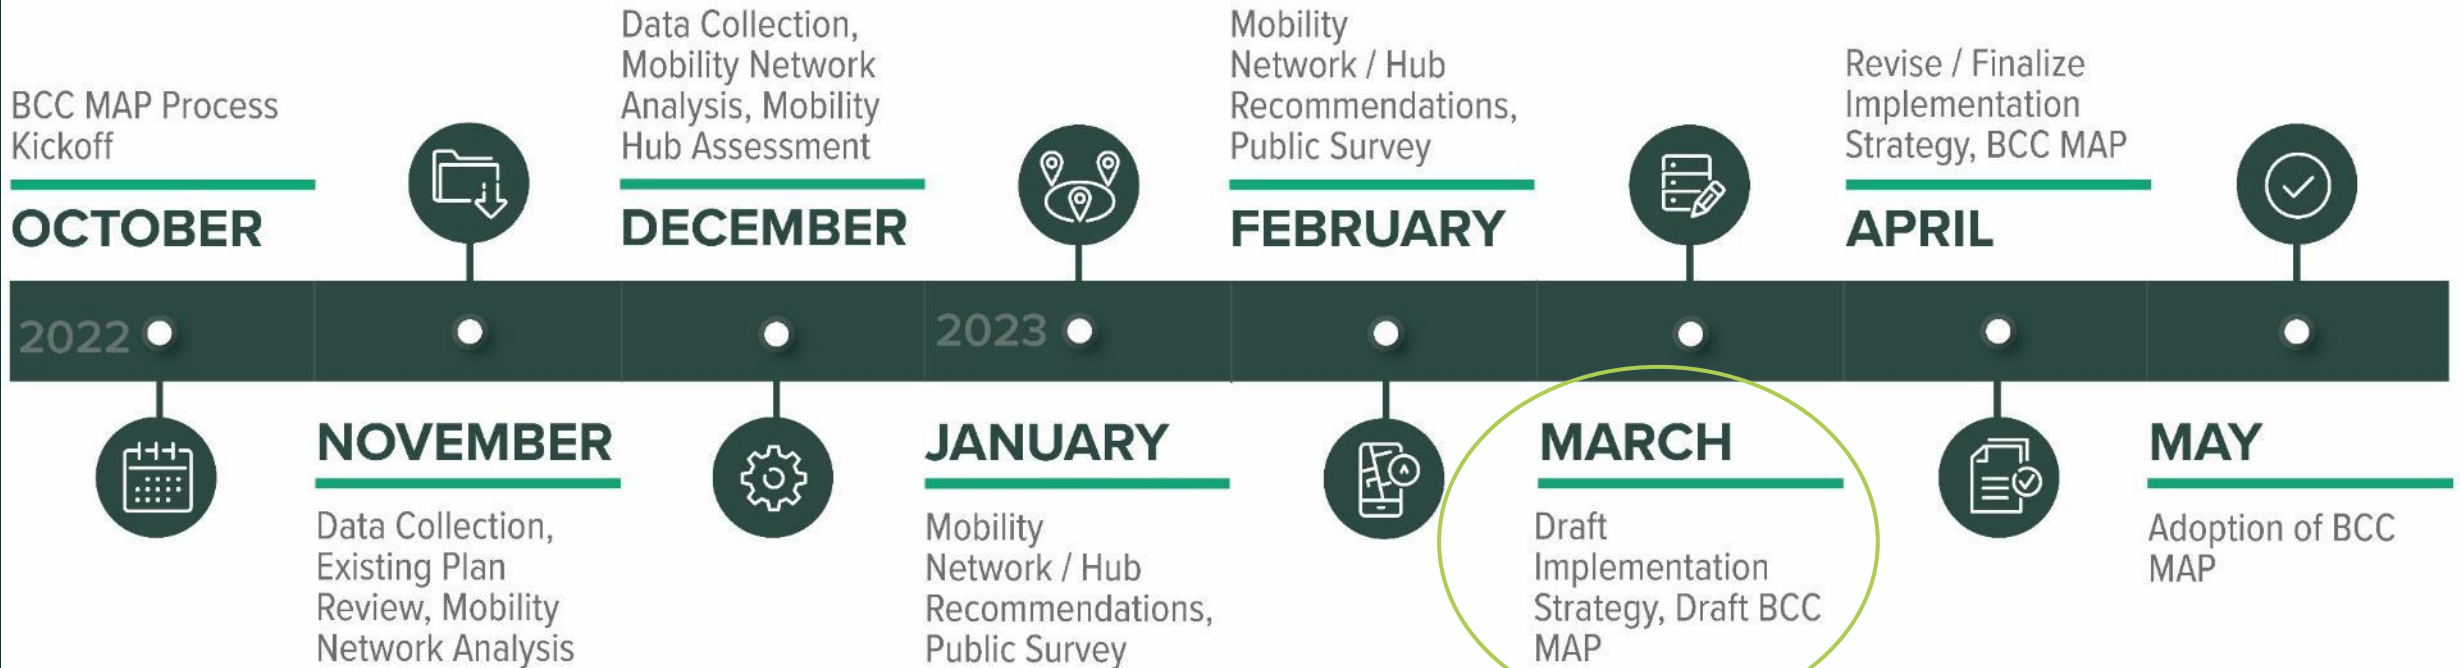 BCC MAP Process
Kickoff
OCTOBER
2022
NOVEMBER
Data Collection,
Existing Plan
Review, Mobility
Network Analysis
Data Collection,
Mobility Network
Analysis, Mobility
Hub Assessment
DECEMBER
2023
JANUARY
Mobility
Network / Hub
Recommendations,
Public Survey
Mobility
Network / Hub
Recommendations,
Public Survey
FEBRUARY
MARCH
Draft
Implementation
Strategy, Draft BCC
MAP
Revise / Finalize
Implementation
Strategy, BCC MAP
APRIL
MAY
Adoption of BCC
MAP